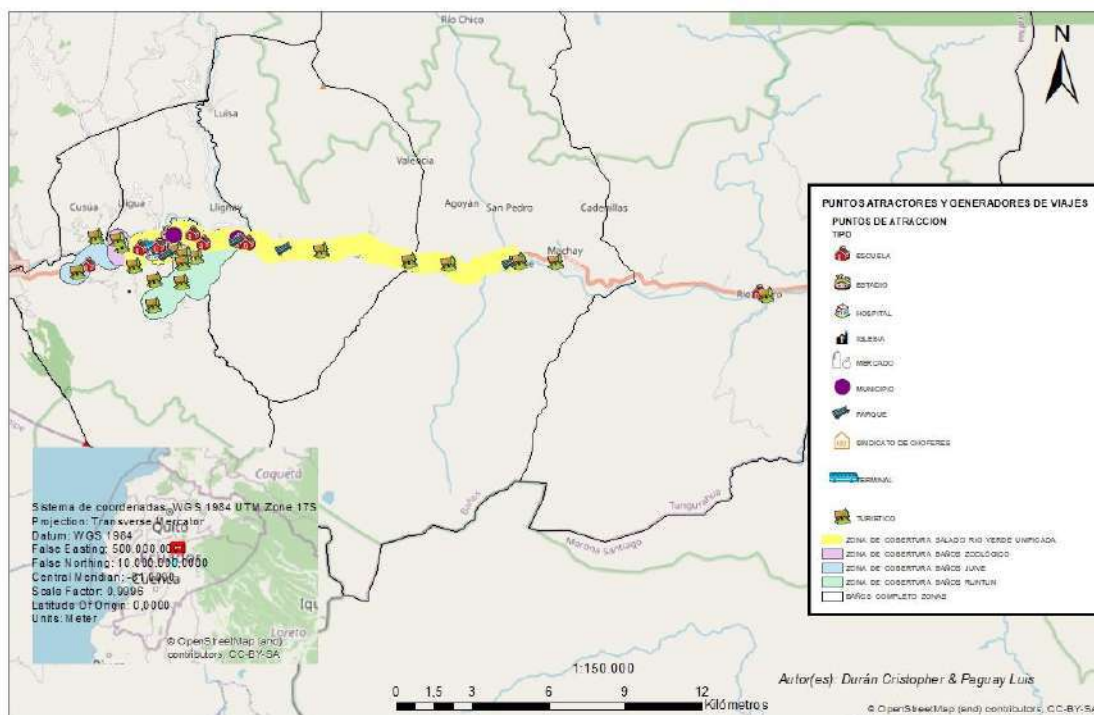 Río Chico
N
Luisa
Valencia
Cusúa
Lligua
Llignay
Agoyán
San Pedro
Cadenillas
Machay
Baños
Tungurahua
Morona Santiago
PUNTOS ATRACTORES Y GENERADORES DE VIAJES
PUNTOS DE ATRACCION
TIPO
ESCUELA
ESTADIO
HOSPITAL
IGLESIA
MERCADO
MUNICIPIO
PARQUE
SINDICATO DE CHOFERES
TERMINAL
TURISTICO
ZONA DE COBERTURA SALADO RIO VERDE UNIFICADA
ZONA DE COBERTURA BAÑOS ZOOLÓGICO
ZONA DE COBERTURA BAÑOS JUIVE
ZONA DE COBERTURA BAÑOS RUNTUN
BAÑOS COMPLETO ZONAS
Caquetá
Sistema de coordenadas: WGS 1984 UTM Zone 17S
Projection: Transverse Mercator
Datum: WGS 1984
Quito
False Easting: 500.000,00
False Northing: 10.000.000,0000
Central Meridian: -81,0000
Cuenca
Scale Factor: 0,9996
Latitude Of Origin: 0,0000
Units: Meter
Loreto
© OpenStreetMap (and)
contributors, CC-BY-SA
1:150.000
0 1,5 3 6 9 12
Kilómetros
Autor(es): Durán Cristopher & Paguay Luis
© OpenStreetMap (and) contributors, CC-BY-SA